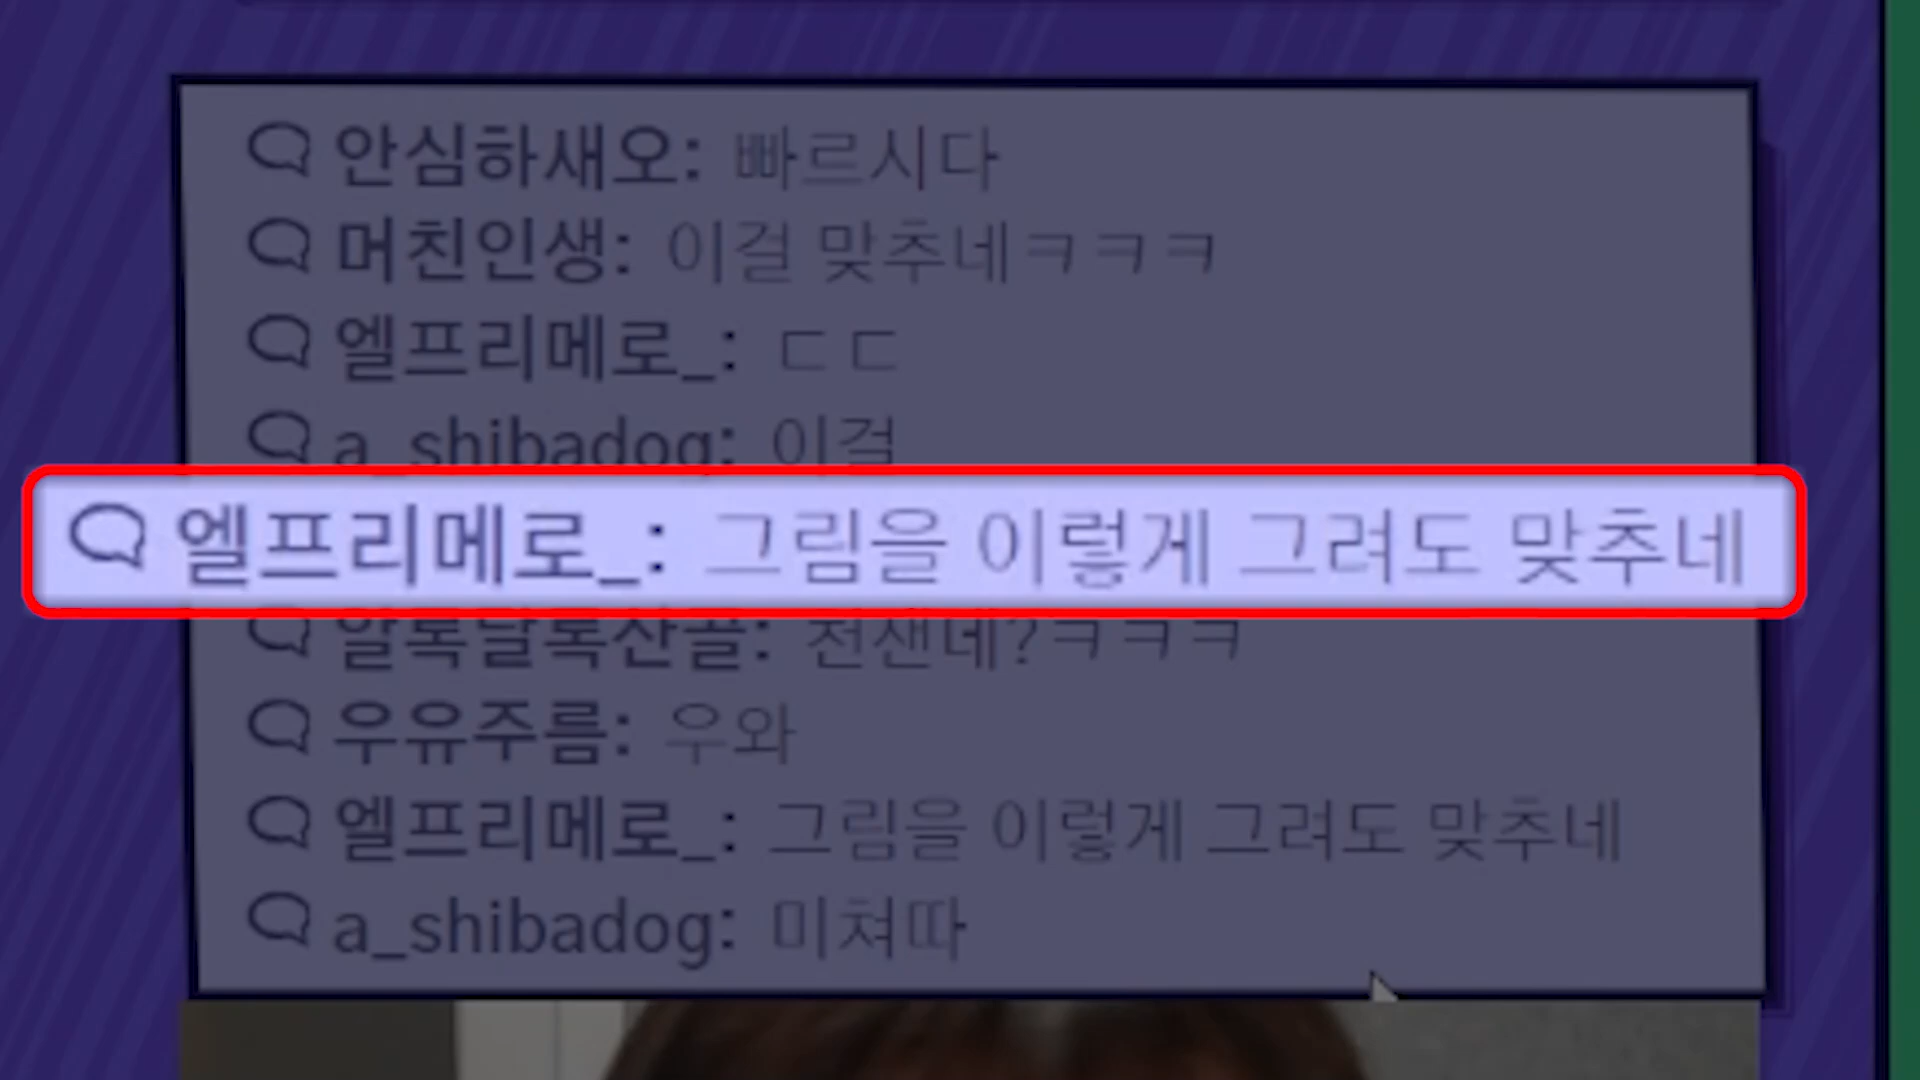 안심하새오: 빠르시다
머친인생: 이걸 맞추네ㅋㅋㅋ
엘프리메로_: ㄷㄷ
a_shibadog: 이걸
엘프리메로_: 그림을 이렇게 그려도 맞추네
우유주름: 우와
엘프리메로_: 그림을 이렇게 그려도 맞추네
a_shibadog: 미쳐따